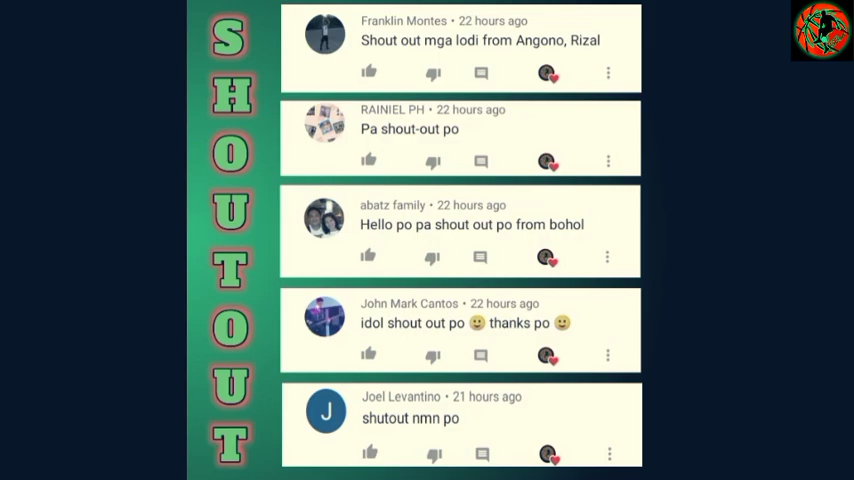 SHOUTOUT
Franklin Montes • 22 hours ago
Shout out mga lodi from Angono, Rizal
RAINIEL PH • 22 hours ago
Pa shout-out po
abatz family • 22 hours ago
Hello po pa shout out po from bohol
John Mark Cantos • 22 hours ago
idol shout out po 🙂 thanks po 🙂
J
Joel Levantino • 21 hours ago
shutout nmn po